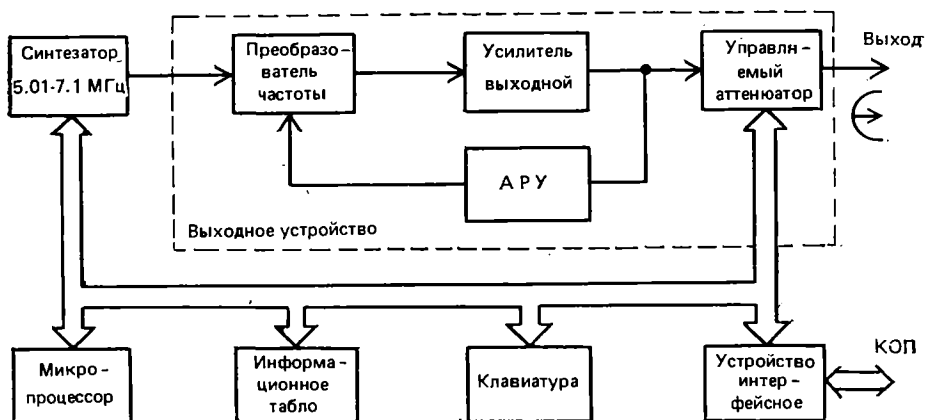 Синтезатор
5.01-7.1 МГц
Преобразо-
ватель
частоты
Усилитель
выходной
Управля-
емый
аттенюатор
Выход
АРУ
Выходное устройство
Микро-
процессор
Информа-
ционное
табло
Клавиатура
Устройство
интер-
фейсное
КОП